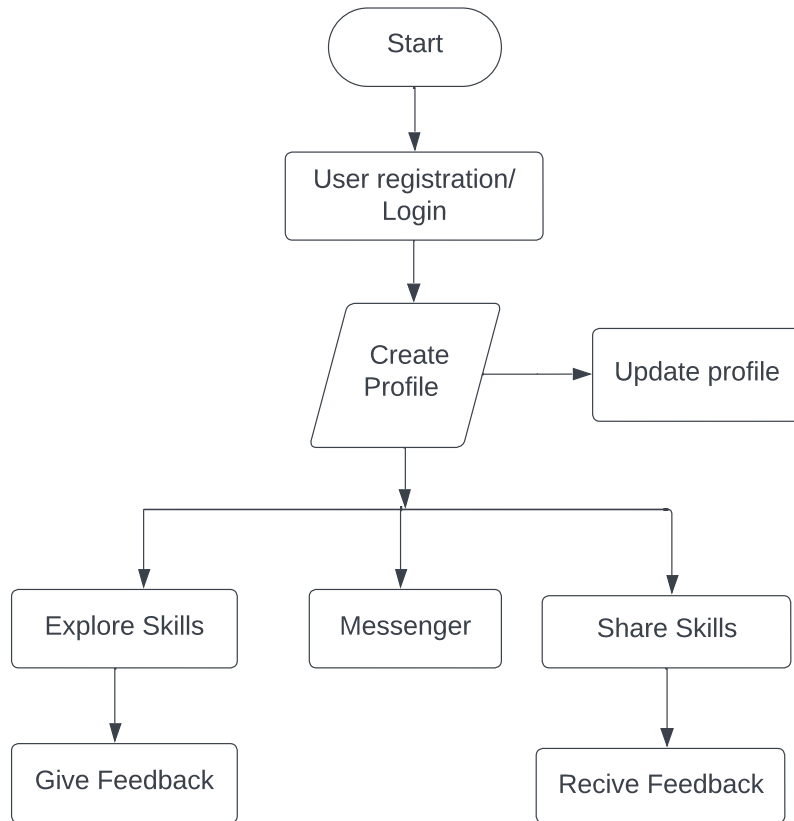 Start
User registration/
Login
Create
Profile
Update profile
Explore Skills
Messenger
Share Skills
Give Feedback
Recive Feedback